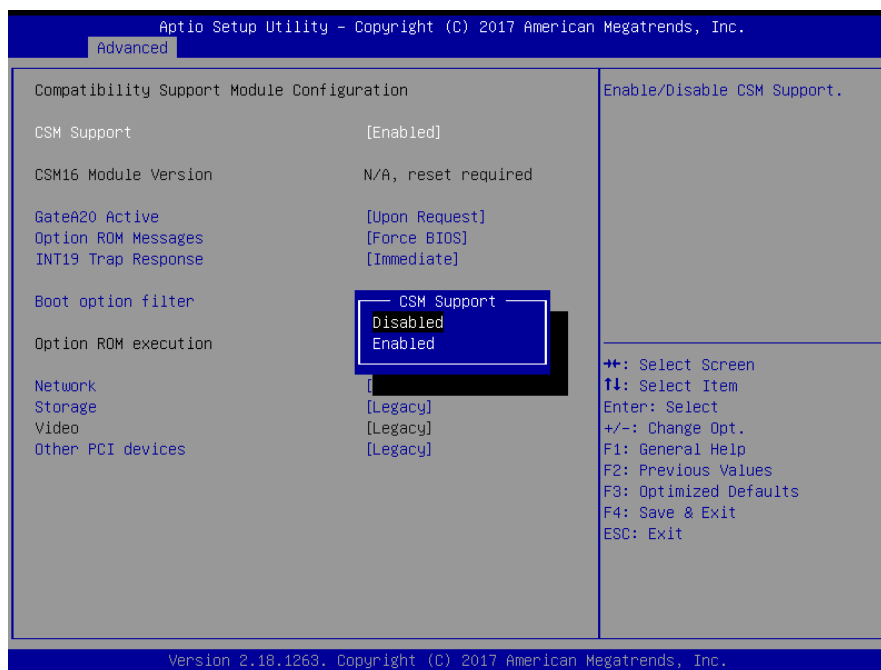 Aptio Setup Utility – Copyright (C) 2017 American Megatrends, Inc.
Advanced
Compatibility Support Module Configuration
CSM Support [Enabled]
CSM16 Module Version N/A, reset required
GateA20 Active [Upon Request]
Option ROM Messages [Force BIOS]
INT19 Trap Response [Immediate]
Boot option filter
Option ROM execution
Network [
Storage [Legacy]
Video [Legacy]
Other PCI devices [Legacy]
CSM Support
Disabled
Enabled
Enable/Disable CSM Support.
→←: Select Screen
↑↓: Select Item
Enter: Select
+/-: Change Opt.
F1: General Help
F2: Previous Values
F3: Optimized Defaults
F4: Save & Exit
ESC: Exit
Version 2.18.1263. Copyright (C) 2017 American Megatrends, Inc.